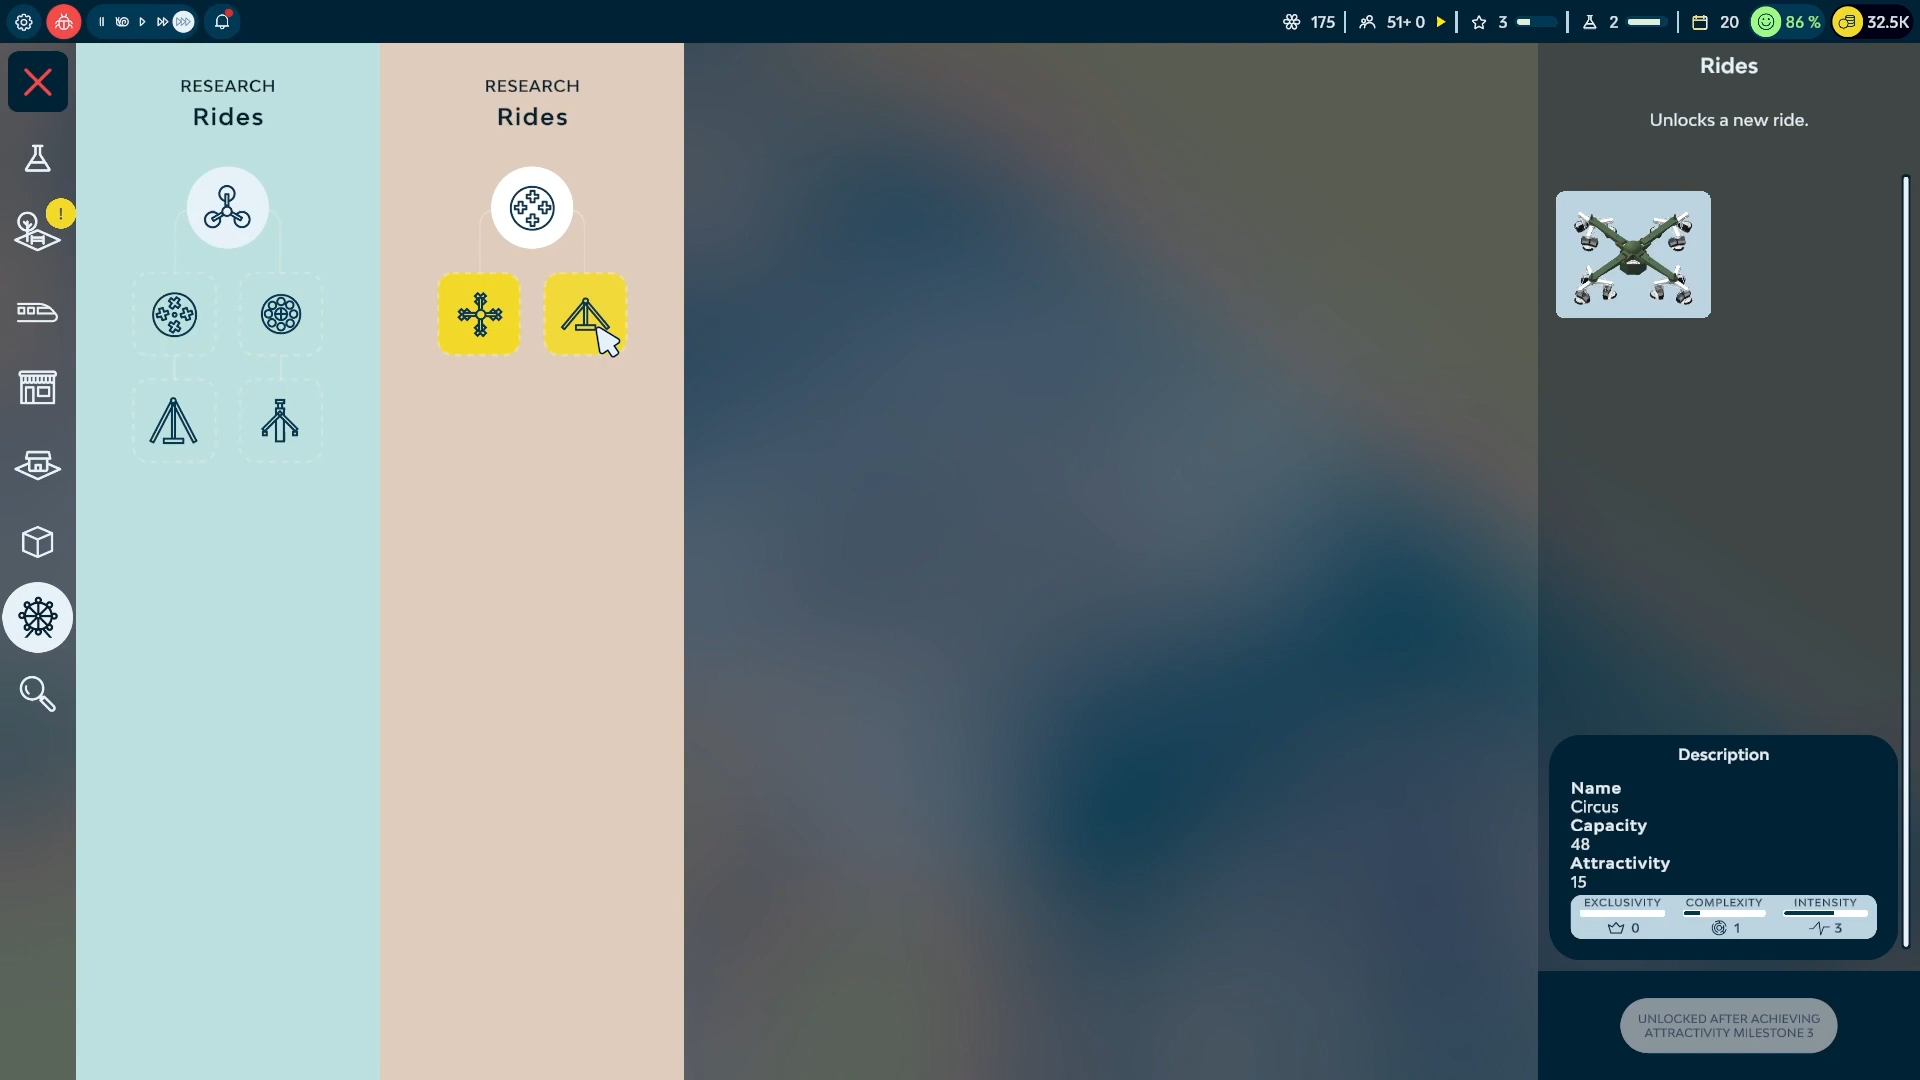 175
51+ 0
3
2
20
86 %
32.5K
RESEARCH
Rides
RESEARCH
Rides
!
Rides
Unlocks a new ride.
Description
Name
Circus
Capacity
48
Attractivity
15
EXCLUSIVITY COMPLEXITY INTENSITY
0 1 3
UNLOCKED AFTER ACHIEVING
ATTRACTIVITY MILESTONE 3